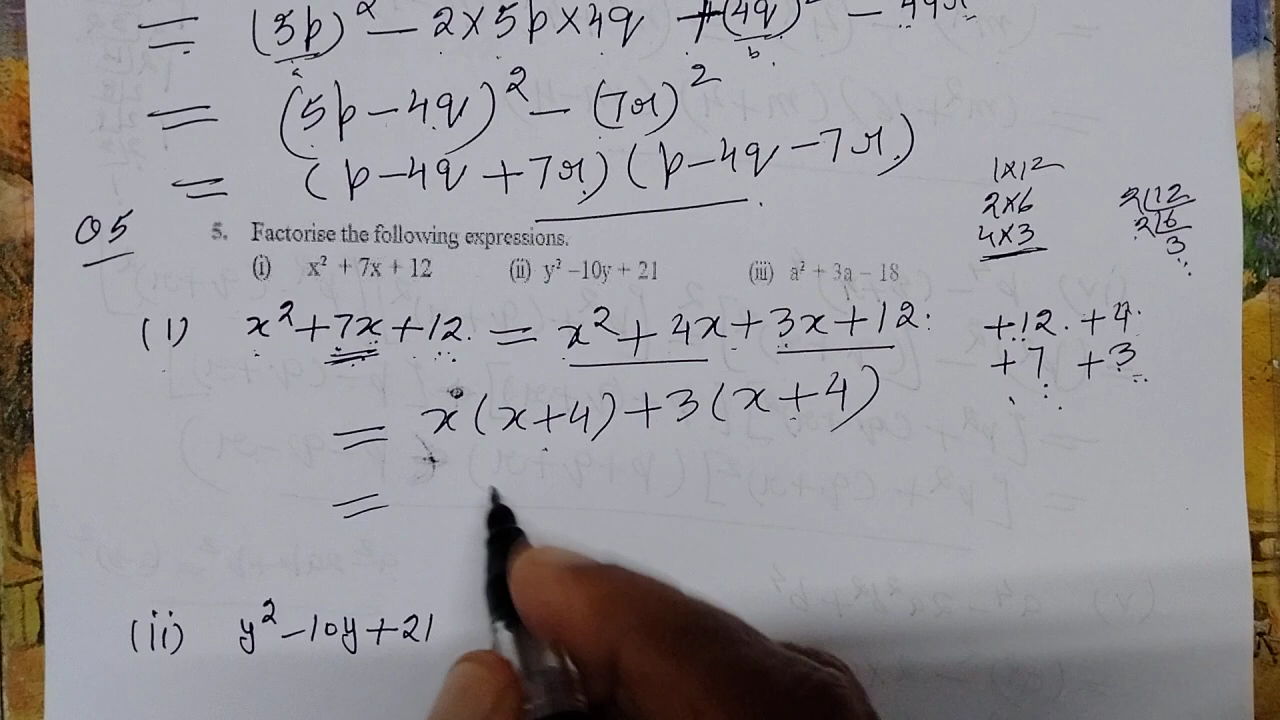 = (5p)² − 2×5p×4q + (4q)² − 49r²
a b
= (5p−4q)² − (7r)²
= (p−4q+7r)(p−4q−7r)
1×12
2×6
4×3
2|12
2|6
3
Q5
5. Factorise the following expressions.
(i) x² + 7x + 12 (ii) y² –10y + 21 (iii) a² + 3a – 18
(i) x²+7x+12 = x²+4x+3x+12
+12 +4
+7 +3
= x(x+4)+3(x+4)
=
(ii) y²−10y+21